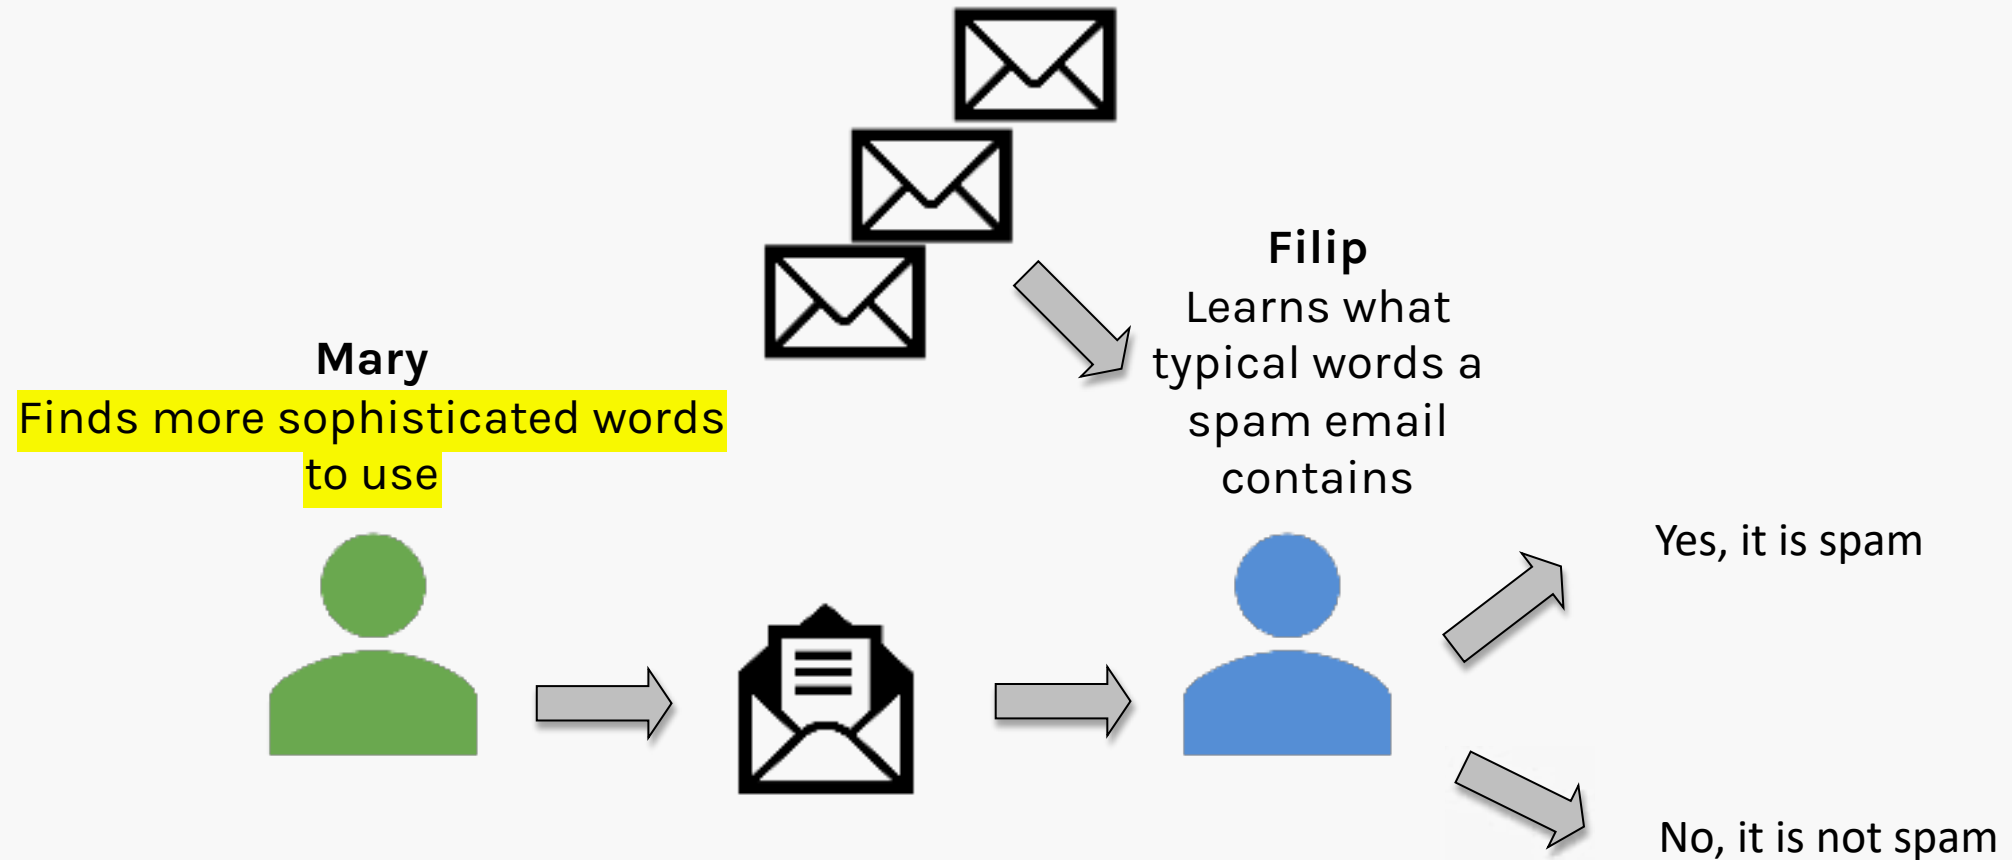 Mary
Finds more sophisticated words
to use
Filip
Learns what
typical words a
spam email
contains
Yes, it is spam
No, it is not spam